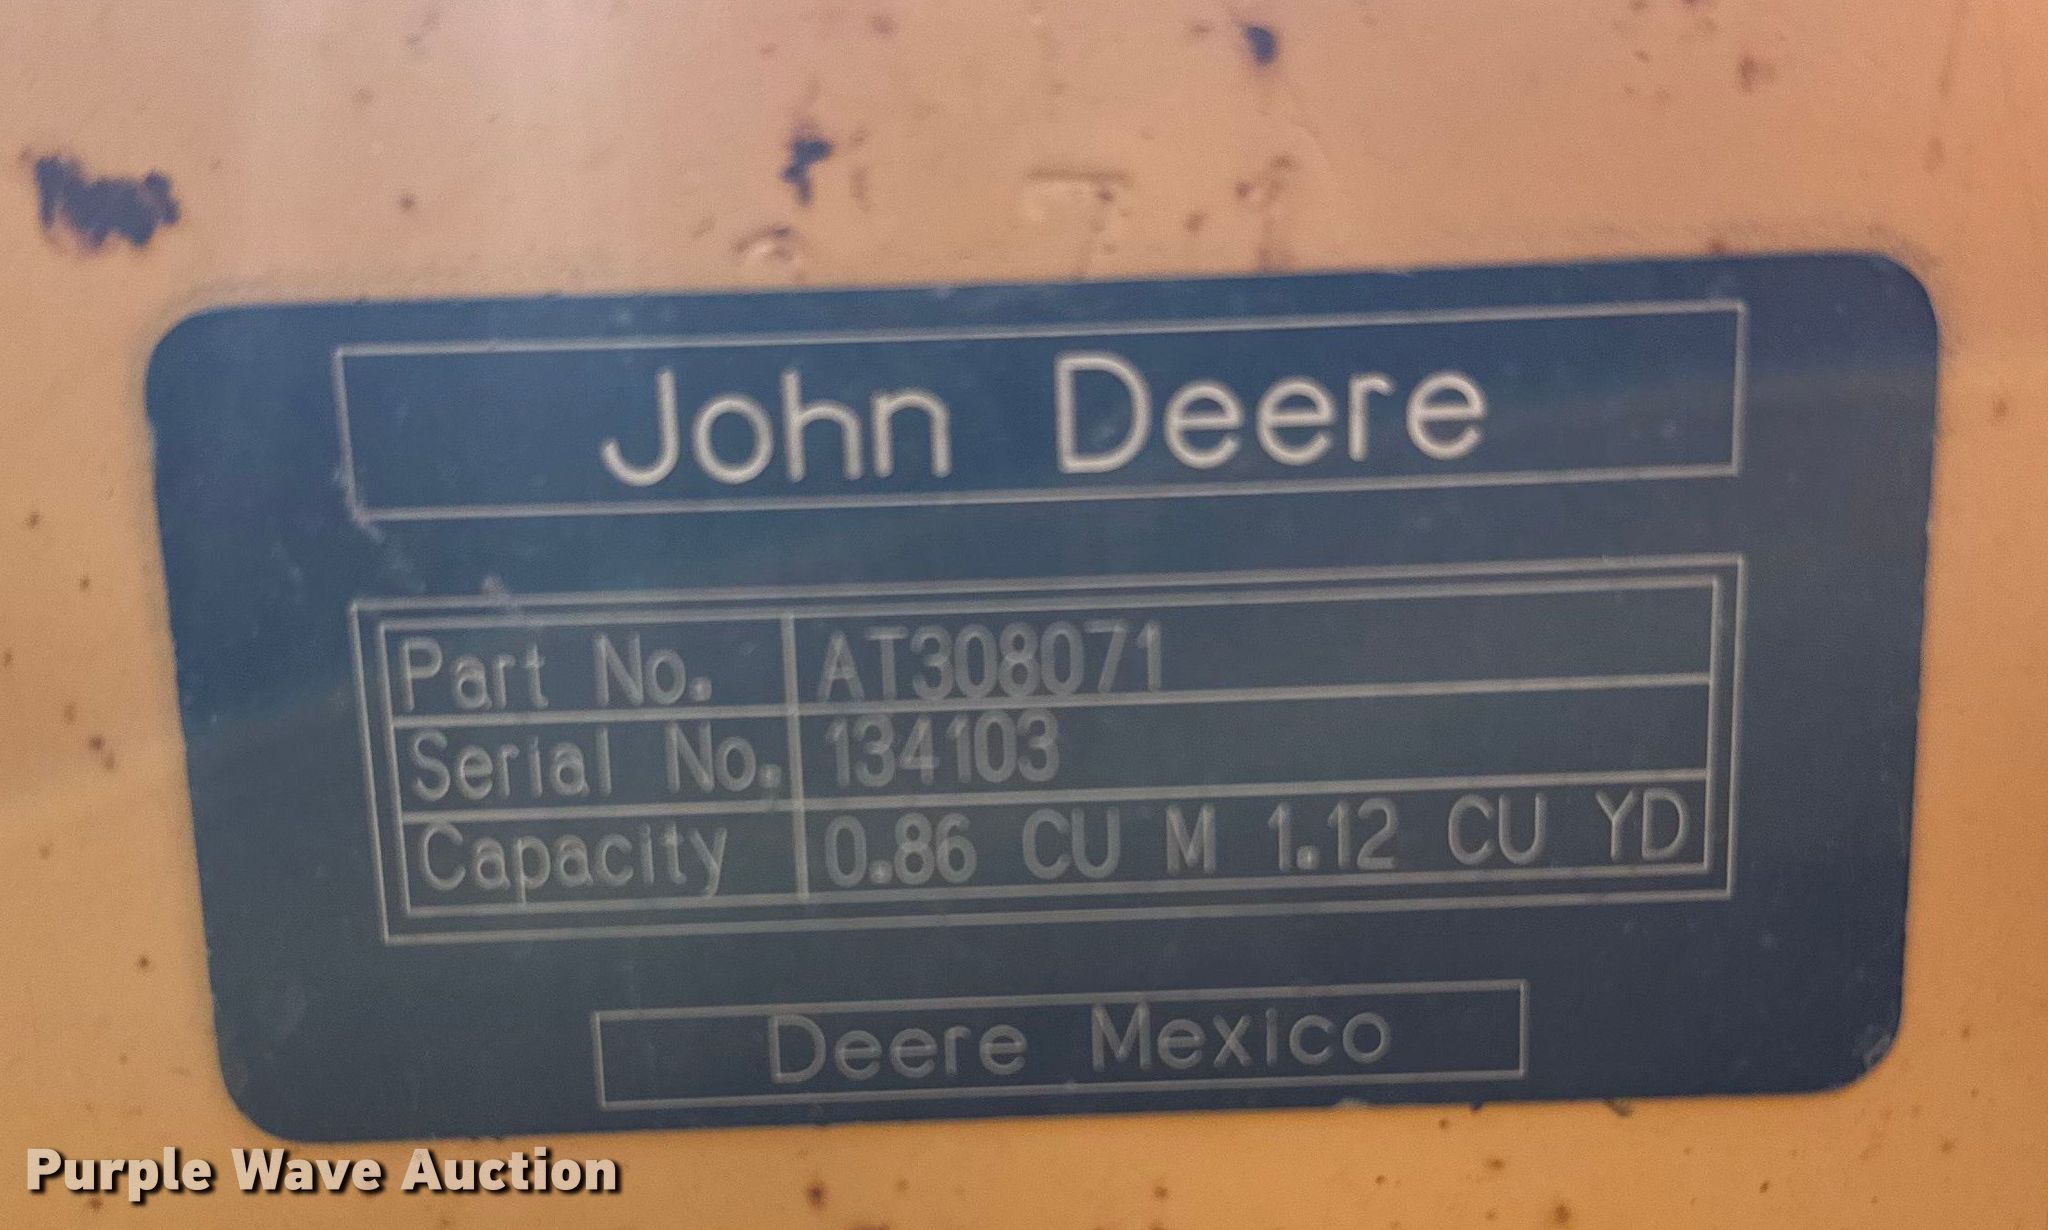 John Deere
Part No. AT308071
Serial No. 134103
Capacity 0.86 CU M 1.12 CU YD
Deere Mexico
Purple Wave Auction